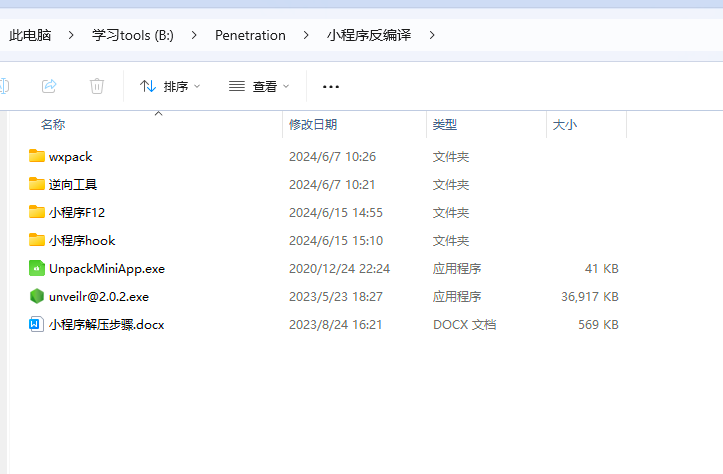 此电脑 > 学习tools (B:) > Penetration > 小程序反编译 >
排序 查看 ...
名称 修改日期 类型 大小
wxpack 2024/6/7 10:26 文件夹
逆向工具 2024/6/7 10:21 文件夹
小程序F12 2024/6/15 14:55 文件夹
小程序hook 2024/6/15 15:10 文件夹
UnpackMiniApp.exe 2020/12/24 22:24 应用程序 41 KB
unveilr@2.0.2.exe 2023/5/23 18:27 应用程序 36,917 KB
小程序解压步骤.docx 2023/8/24 16:21 DOCX 文档 569 KB